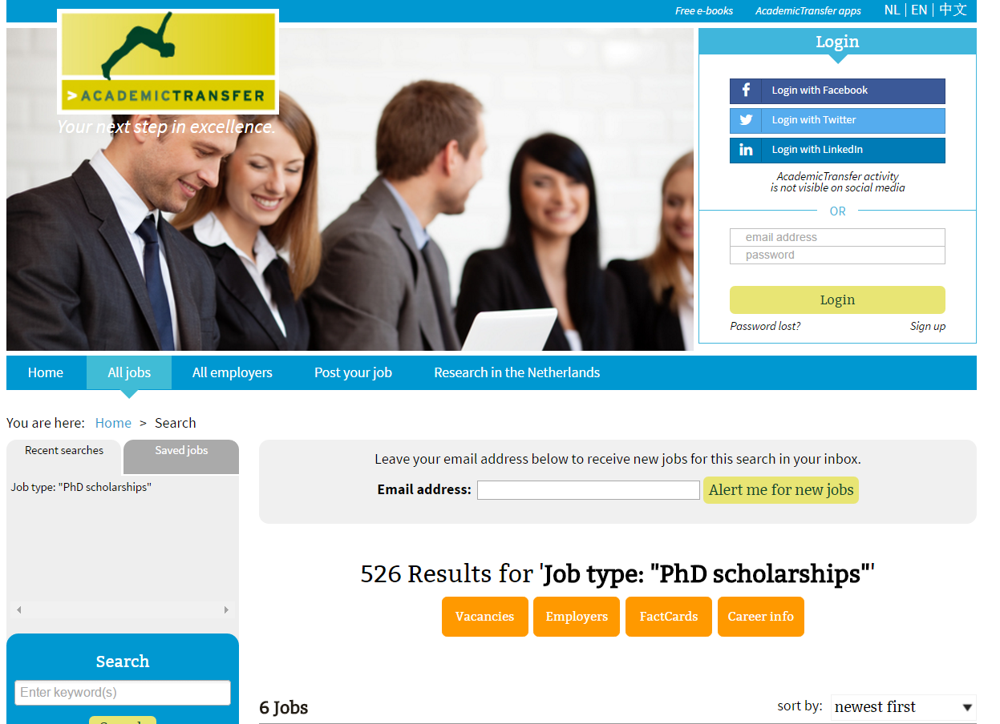 Free e-books
AcademicTransfer apps
NL | EN | 中文
>ACADEMICTRANSFER
Your next step in excellence.
Login
Login with Facebook
Login with Twitter
Login with LinkedIn
AcademicTransfer activity
is not visible on social media
OR
email address
password
Login
Password lost?
Sign up
Home
All jobs
All employers
Post your job
Research in the Netherlands
You are here: Home > Search
Recent searches
Saved jobs
Job type: "PhD scholarships"
Search
Enter keyword(s)
Leave your email address below to receive new jobs for this search in your inbox.
Email address:
Alert me for new jobs
526 Results for 'Job type: "PhD scholarships"'
Vacancies
Employers
FactCards
Career info
6 Jobs
sort by: newest first